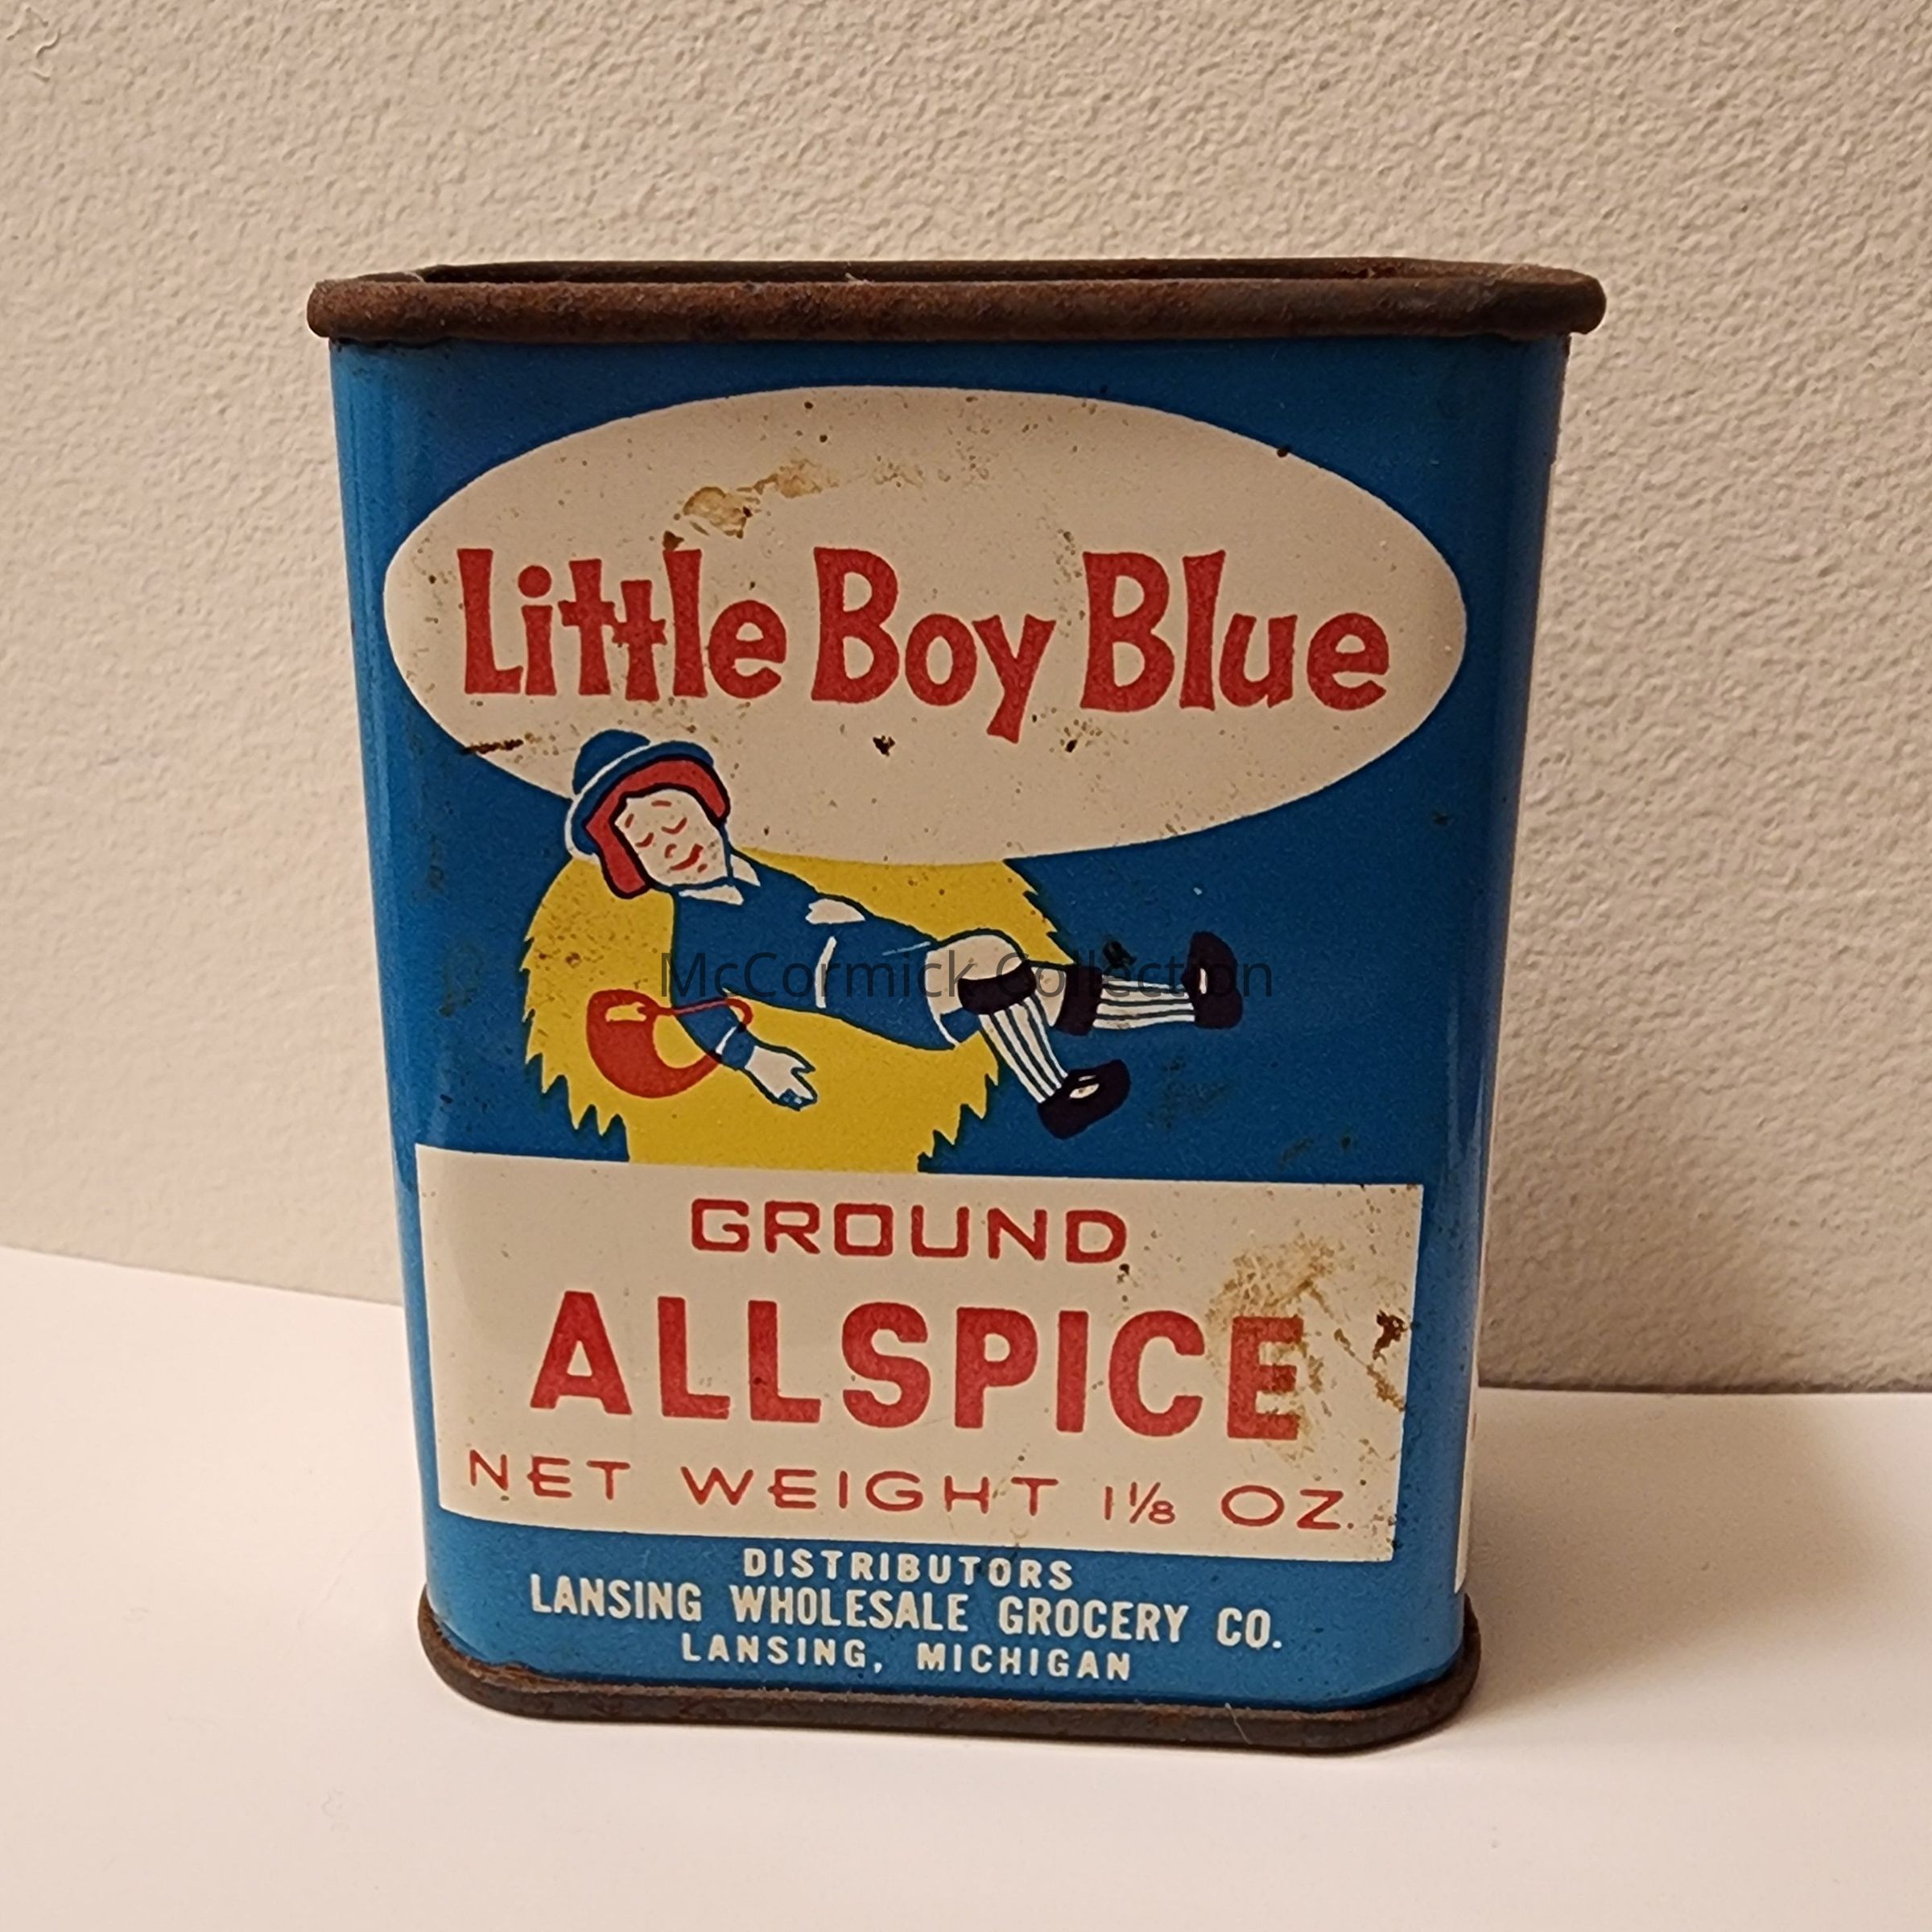 Little Boy Blue
McCormick Collection
GROUND
ALLSPICE
NET WEIGHT 1⅛ OZ.
DISTRIBUTORS
LANSING WHOLESALE GROCERY CO.
LANSING, MICHIGAN